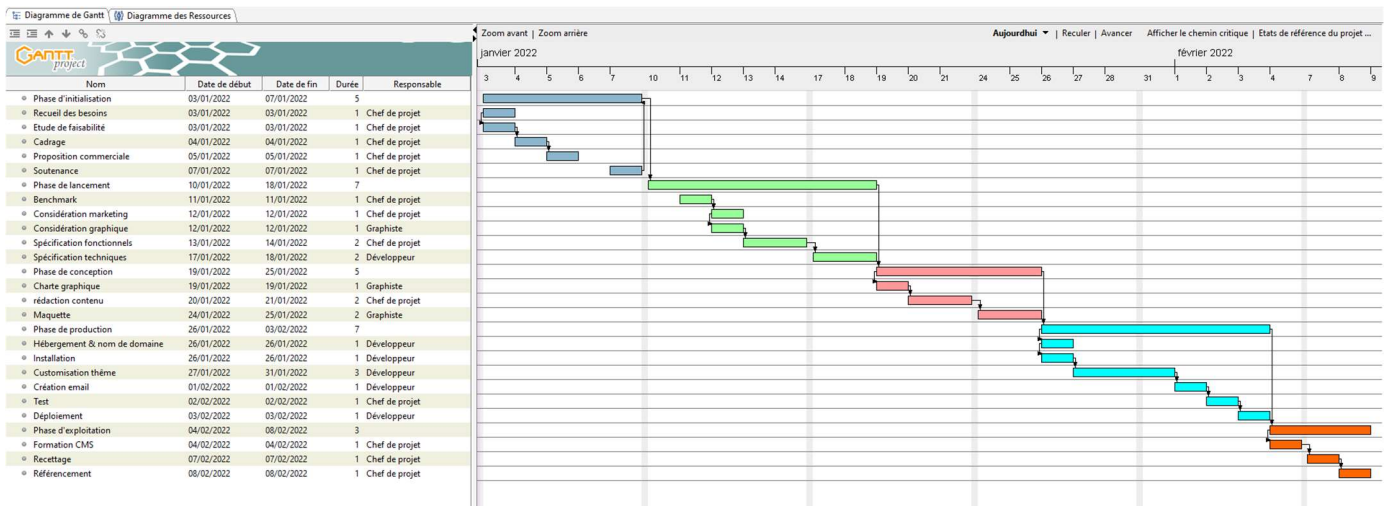 Diagramme de Gantt Diagramme des Ressources
Zoom avant | Zoom arrière Aujourd'hui | Reculer | Avancer Afficher le chemin critique | Etats de référence du projet ...
GANTT project
janvier 2022 février 2022
Nom Date de début Date de fin Durée Responsable
3 4 5 6 7 10 11 12 13 14 17 18 19 20 21 24 25 26 27 28 31 1 2 3 4 7 8 9
Phase d'initialisation 03/01/2022 07/01/2022 5
Recueil des besoins 03/01/2022 03/01/2022 1 Chef de projet
Etude de faisabilité 03/01/2022 03/01/2022 1 Chef de projet
Cadrage 04/01/2022 04/01/2022 1 Chef de projet
Proposition commerciale 05/01/2022 05/01/2022 1 Chef de projet
Soutenance 07/01/2022 07/01/2022 1 Chef de projet
Phase de lancement 10/01/2022 18/01/2022 7
Benchmark 11/01/2022 11/01/2022 1 Chef de projet
Considération marketing 12/01/2022 12/01/2022 1 Chef de projet
Considération graphique 12/01/2022 12/01/2022 1 Graphiste
Spécification fonctionnels 13/01/2022 14/01/2022 2 Chef de projet
Spécification techniques 17/01/2022 18/01/2022 2 Développeur
Phase de conception 19/01/2022 25/01/2022 5
Charte graphique 19/01/2022 19/01/2022 1 Graphiste
rédaction contenu 20/01/2022 21/01/2022 2 Chef de projet
Maquette 24/01/2022 25/01/2022 2 Graphiste
Phase de production 26/01/2022 03/02/2022 7
Hébergement & nom de domaine 26/01/2022 26/01/2022 1 Développeur
Installation 26/01/2022 26/01/2022 1 Développeur
Customisation thême 27/01/2022 31/01/2022 3 Développeur
Création email 01/02/2022 01/02/2022 1 Développeur
Test 02/02/2022 02/02/2022 1 Chef de projet
Déploiement 03/02/2022 03/02/2022 1 Développeur
Phase d'exploitation 04/02/2022 08/02/2022 3
Formation CMS 04/02/2022 04/02/2022 1 Chef de projet
Recettage 07/02/2022 07/02/2022 1 Chef de projet
Référencement 08/02/2022 08/02/2022 1 Chef de projet